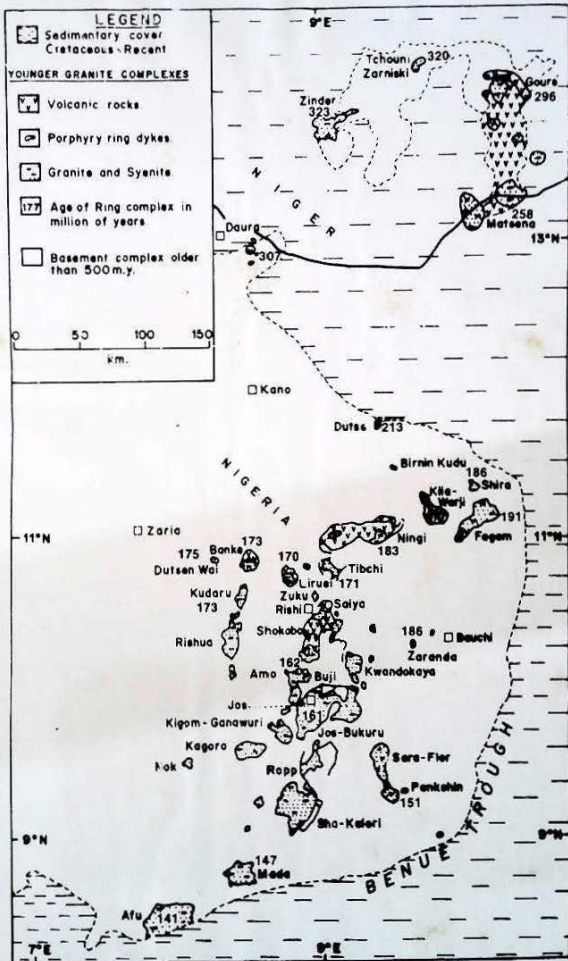 LEGEND
Sedimentary cover
Cretaceous-Recent
YOUNGER GRANITE COMPLEXES
Volcanic rocks
Porphyry ring dykes
Granite and Syenite
177 Age of Ring complex in
million of years
Basement complex older
than 500 m.y.
0 50 100 150
km.
9°E
Tchouni
Zarniski
320
Zinder
323
Goure
296
NIGER
258
Matsena
13°N
Daura
307
Kano
Dutse 213
Birnin Kudu
186
Shira
Kila-
Warji
NIGERIA
191
Zaria
11°N
Ningi
183
Fagam
11°N
173
Banke
175
Dutsen Wai
170
Lirusi
Tibchi
171
Kudaru
173
Zuku
Rishi
Saiya
Shokobo
186
Bauchi
Rishua
Zaranda
162
Amo
Buji
Kwandokaya
Jos
161
Kigom-Ganawuri
Jos-Bukuru
Kagoro
Nok
Ropp
Sara-Fier
Pankshin
151
Sha-Kaleri
9°N
9°N
BENUE TROUGH
147
Mada
Afu
141
7°E
9°E